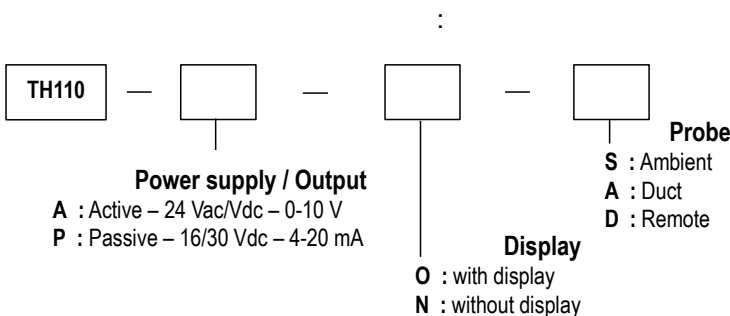 :
TH110 — — —
Probe
S : Ambient
A : Duct
D : Remote
Power supply / Output
A : Active – 24 Vac/Vdc – 0-10 V
P : Passive – 16/30 Vdc – 4-20 mA
Display
O : with display
N : without display